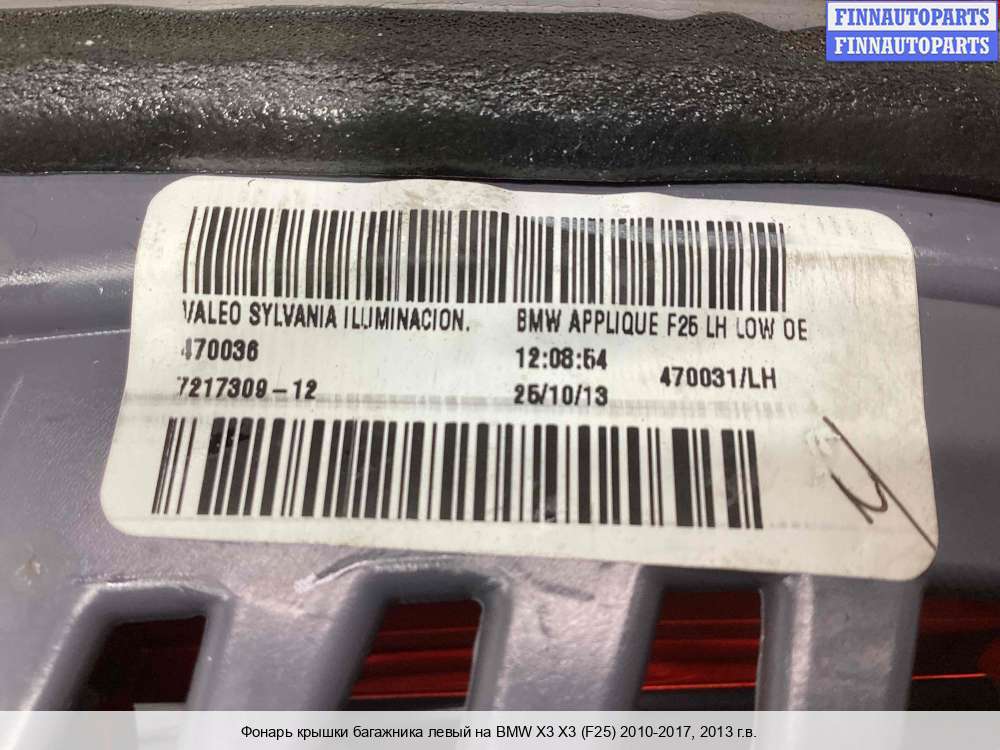 FINNAUTOPARTS
FINNAUTOPARTS
VALEO SYLVANIA ILUMINACION. BMW APPLIQUE F25 LH LOW OE
470036 12:08:54 470031/LH
7217309-12 25/10/13
Фонарь крышки багажника левый на BMW X3 X3 (F25) 2010-2017, 2013 г.в.